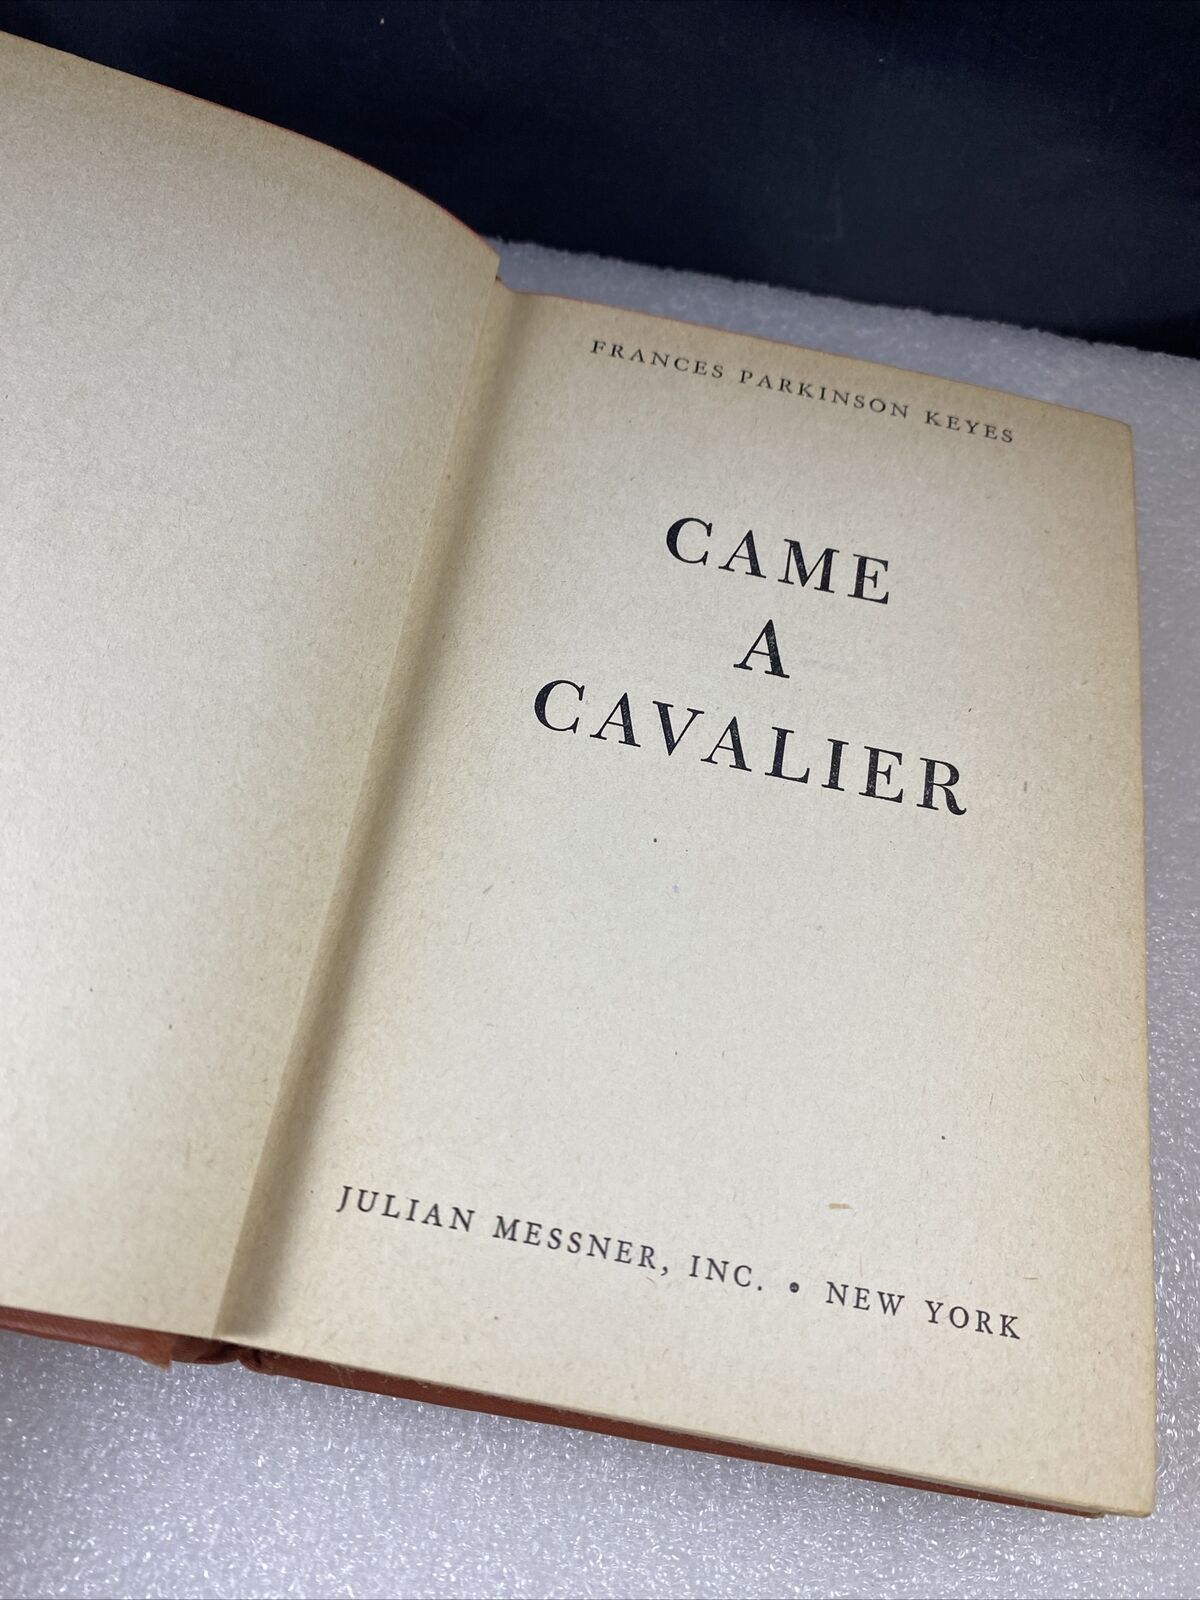 FRANCES PARKINSON KEYES
CAME
A
CAVALIER
JULIAN MESSNER, INC. • NEW YORK